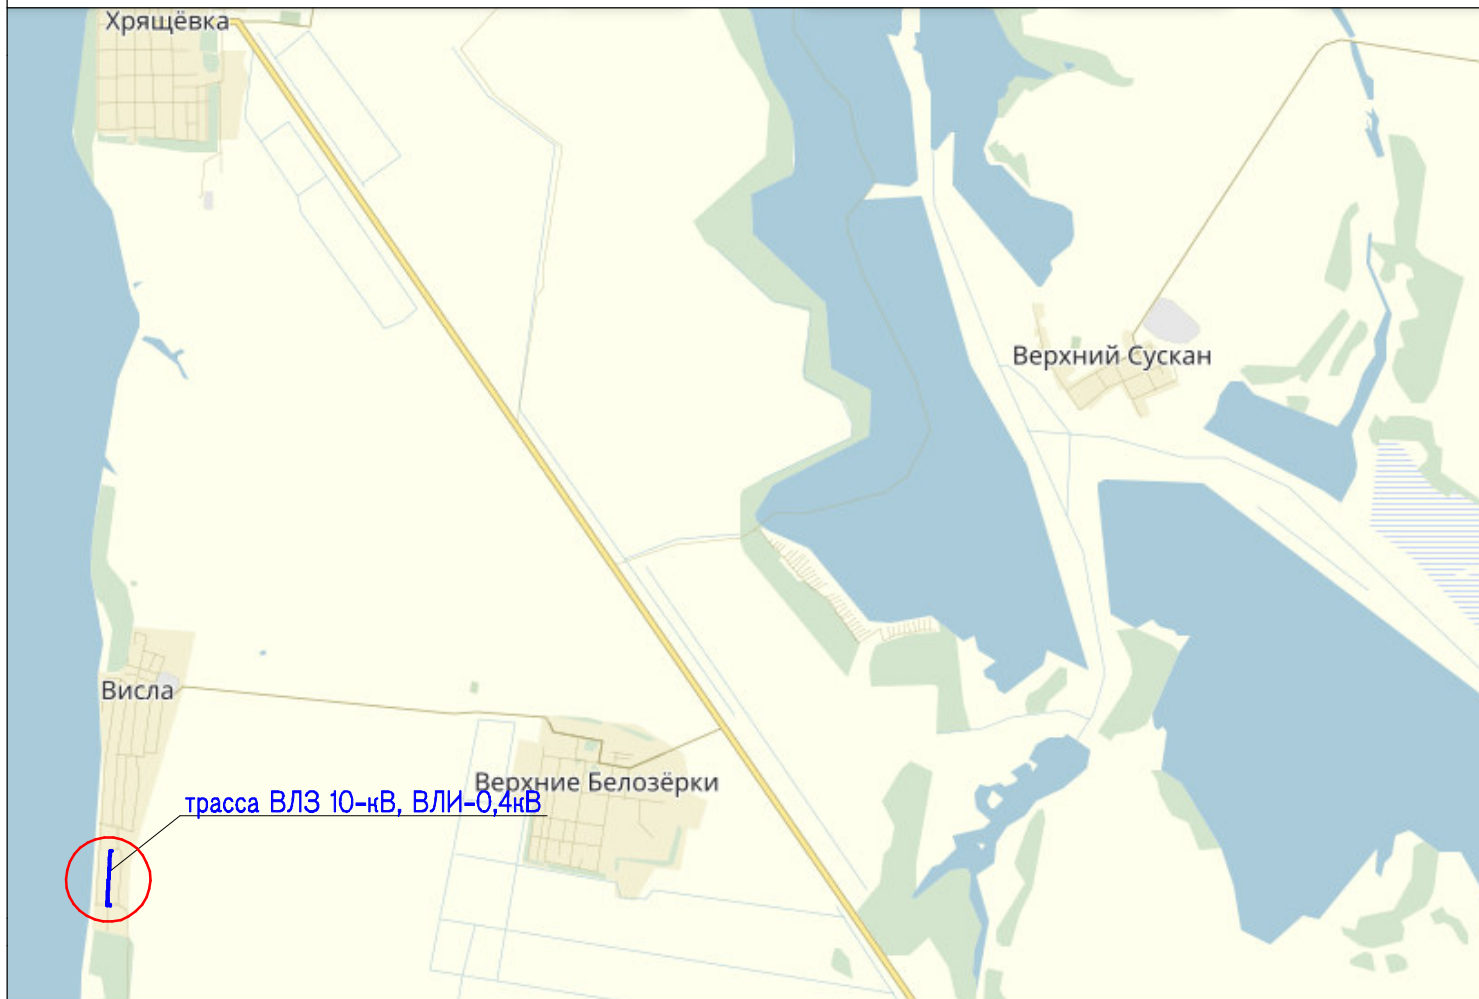 Хрящёвка
Верхний Сускан
Висла
Верхние Белозёрки
трасса ВЛЗ 10-кВ, ВЛИ-0,4кВ